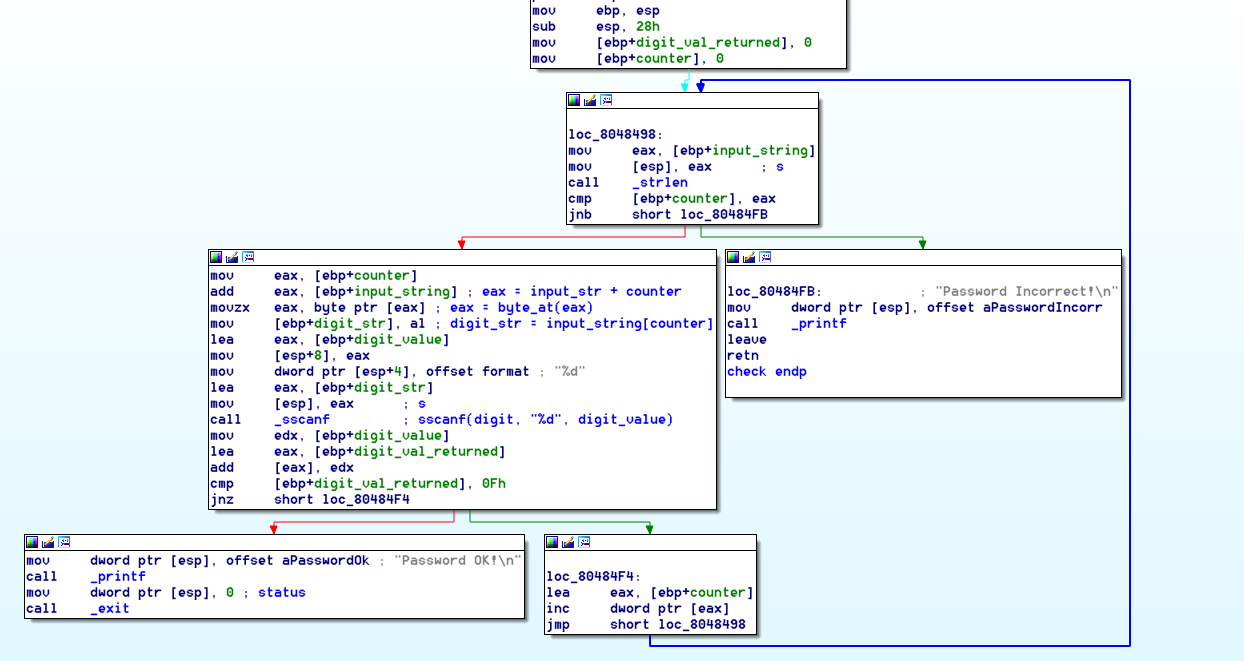 mov     ebp, esp
sub     esp, 28h
mov     [ebp+digit_val_returned], 0
mov     [ebp+counter], 0
loc_8048498:
mov     eax, [ebp+input_string]
mov     [esp], eax      ; s
call    _strlen
cmp     [ebp+counter], eax
jnb     short loc_80484FB
mov     eax, [ebp+counter]
add     eax, [ebp+input_string] ; eax = input_str + counter
movzx   eax, byte ptr [eax] ; eax = byte_at(eax)
mov     [ebp+digit_str], al ; digit_str = input_string[counter]
lea     eax, [ebp+digit_value]
mov     [esp+8], eax
mov     dword ptr [esp+4], offset format ; "%d"
lea     eax, [ebp+digit_str]
mov     [esp], eax      ; s
call    _sscanf         ; sscanf(digit, "%d", digit_value)
mov     edx, [ebp+digit_value]
lea     eax, [ebp+digit_val_returned]
add     [eax], edx
cmp     [ebp+digit_val_returned], 0Fh
jnz     short loc_80484F4
loc_80484FB:            ; "Password Incorrect!\n"
mov     dword ptr [esp], offset aPasswordIncorr
call    _printf
leave
retn
check endp
mov     dword ptr [esp], offset aPasswordOk ; "Password OK!\n"
call    _printf
mov     dword ptr [esp], 0 ; status
call    _exit
loc_80484F4:
lea     eax, [ebp+counter]
inc     dword ptr [eax]
jmp     short loc_8048498